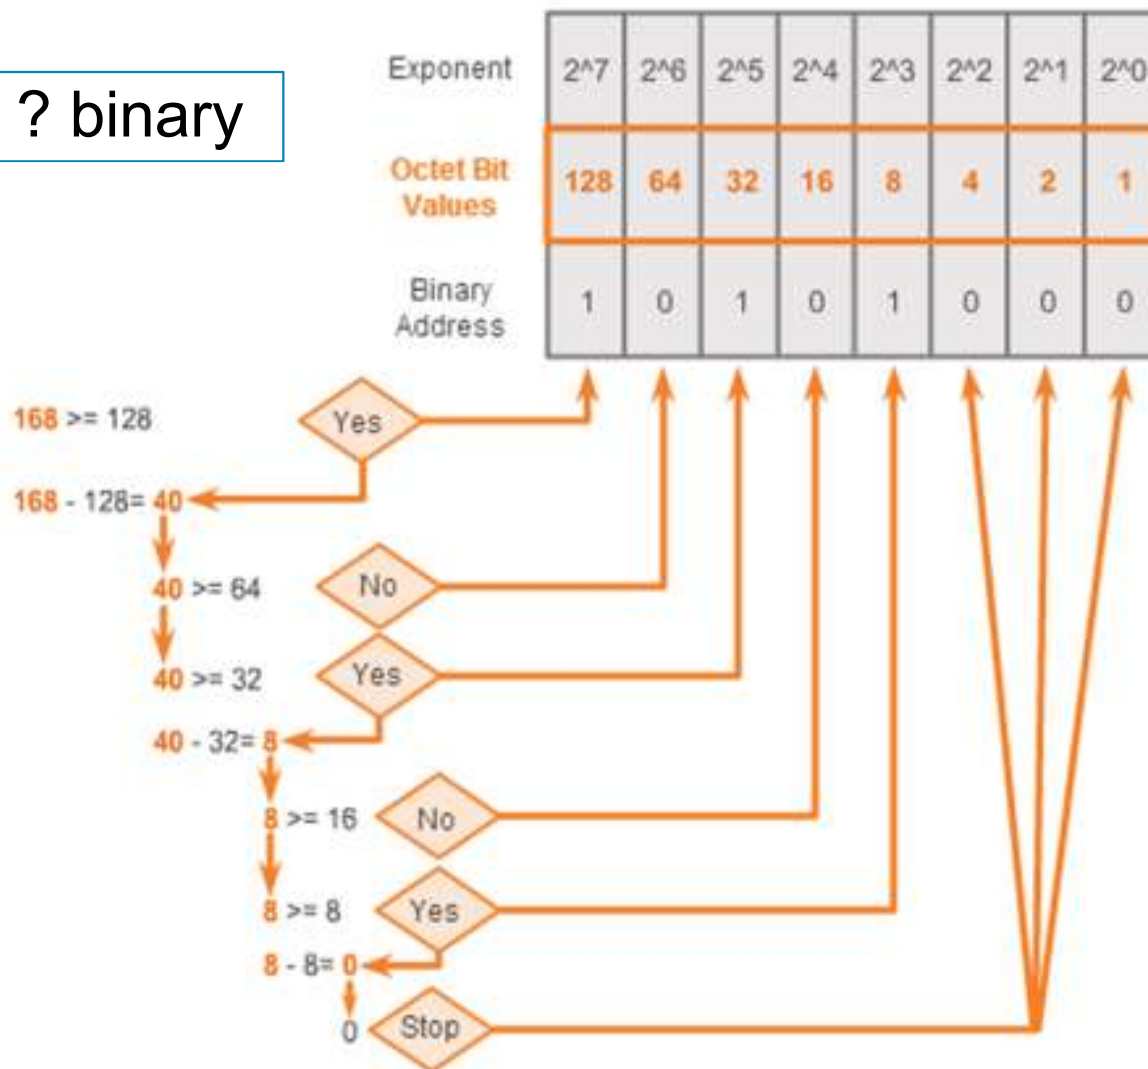 ? binary
Exponent 2^7 2^6 2^5 2^4 2^3 2^2 2^1 2^0
Octet Bit
Values
128 64 32 16 8 4 2 1
Binary
Address
1 0 1 0 1 0 0 0
168 >= 128 Yes
168 - 128= 40
40 >= 64 No
40 >= 32 Yes
40 - 32= 8
8 >= 16 No
8 >= 8 Yes
8 - 8= 0
0 Stop